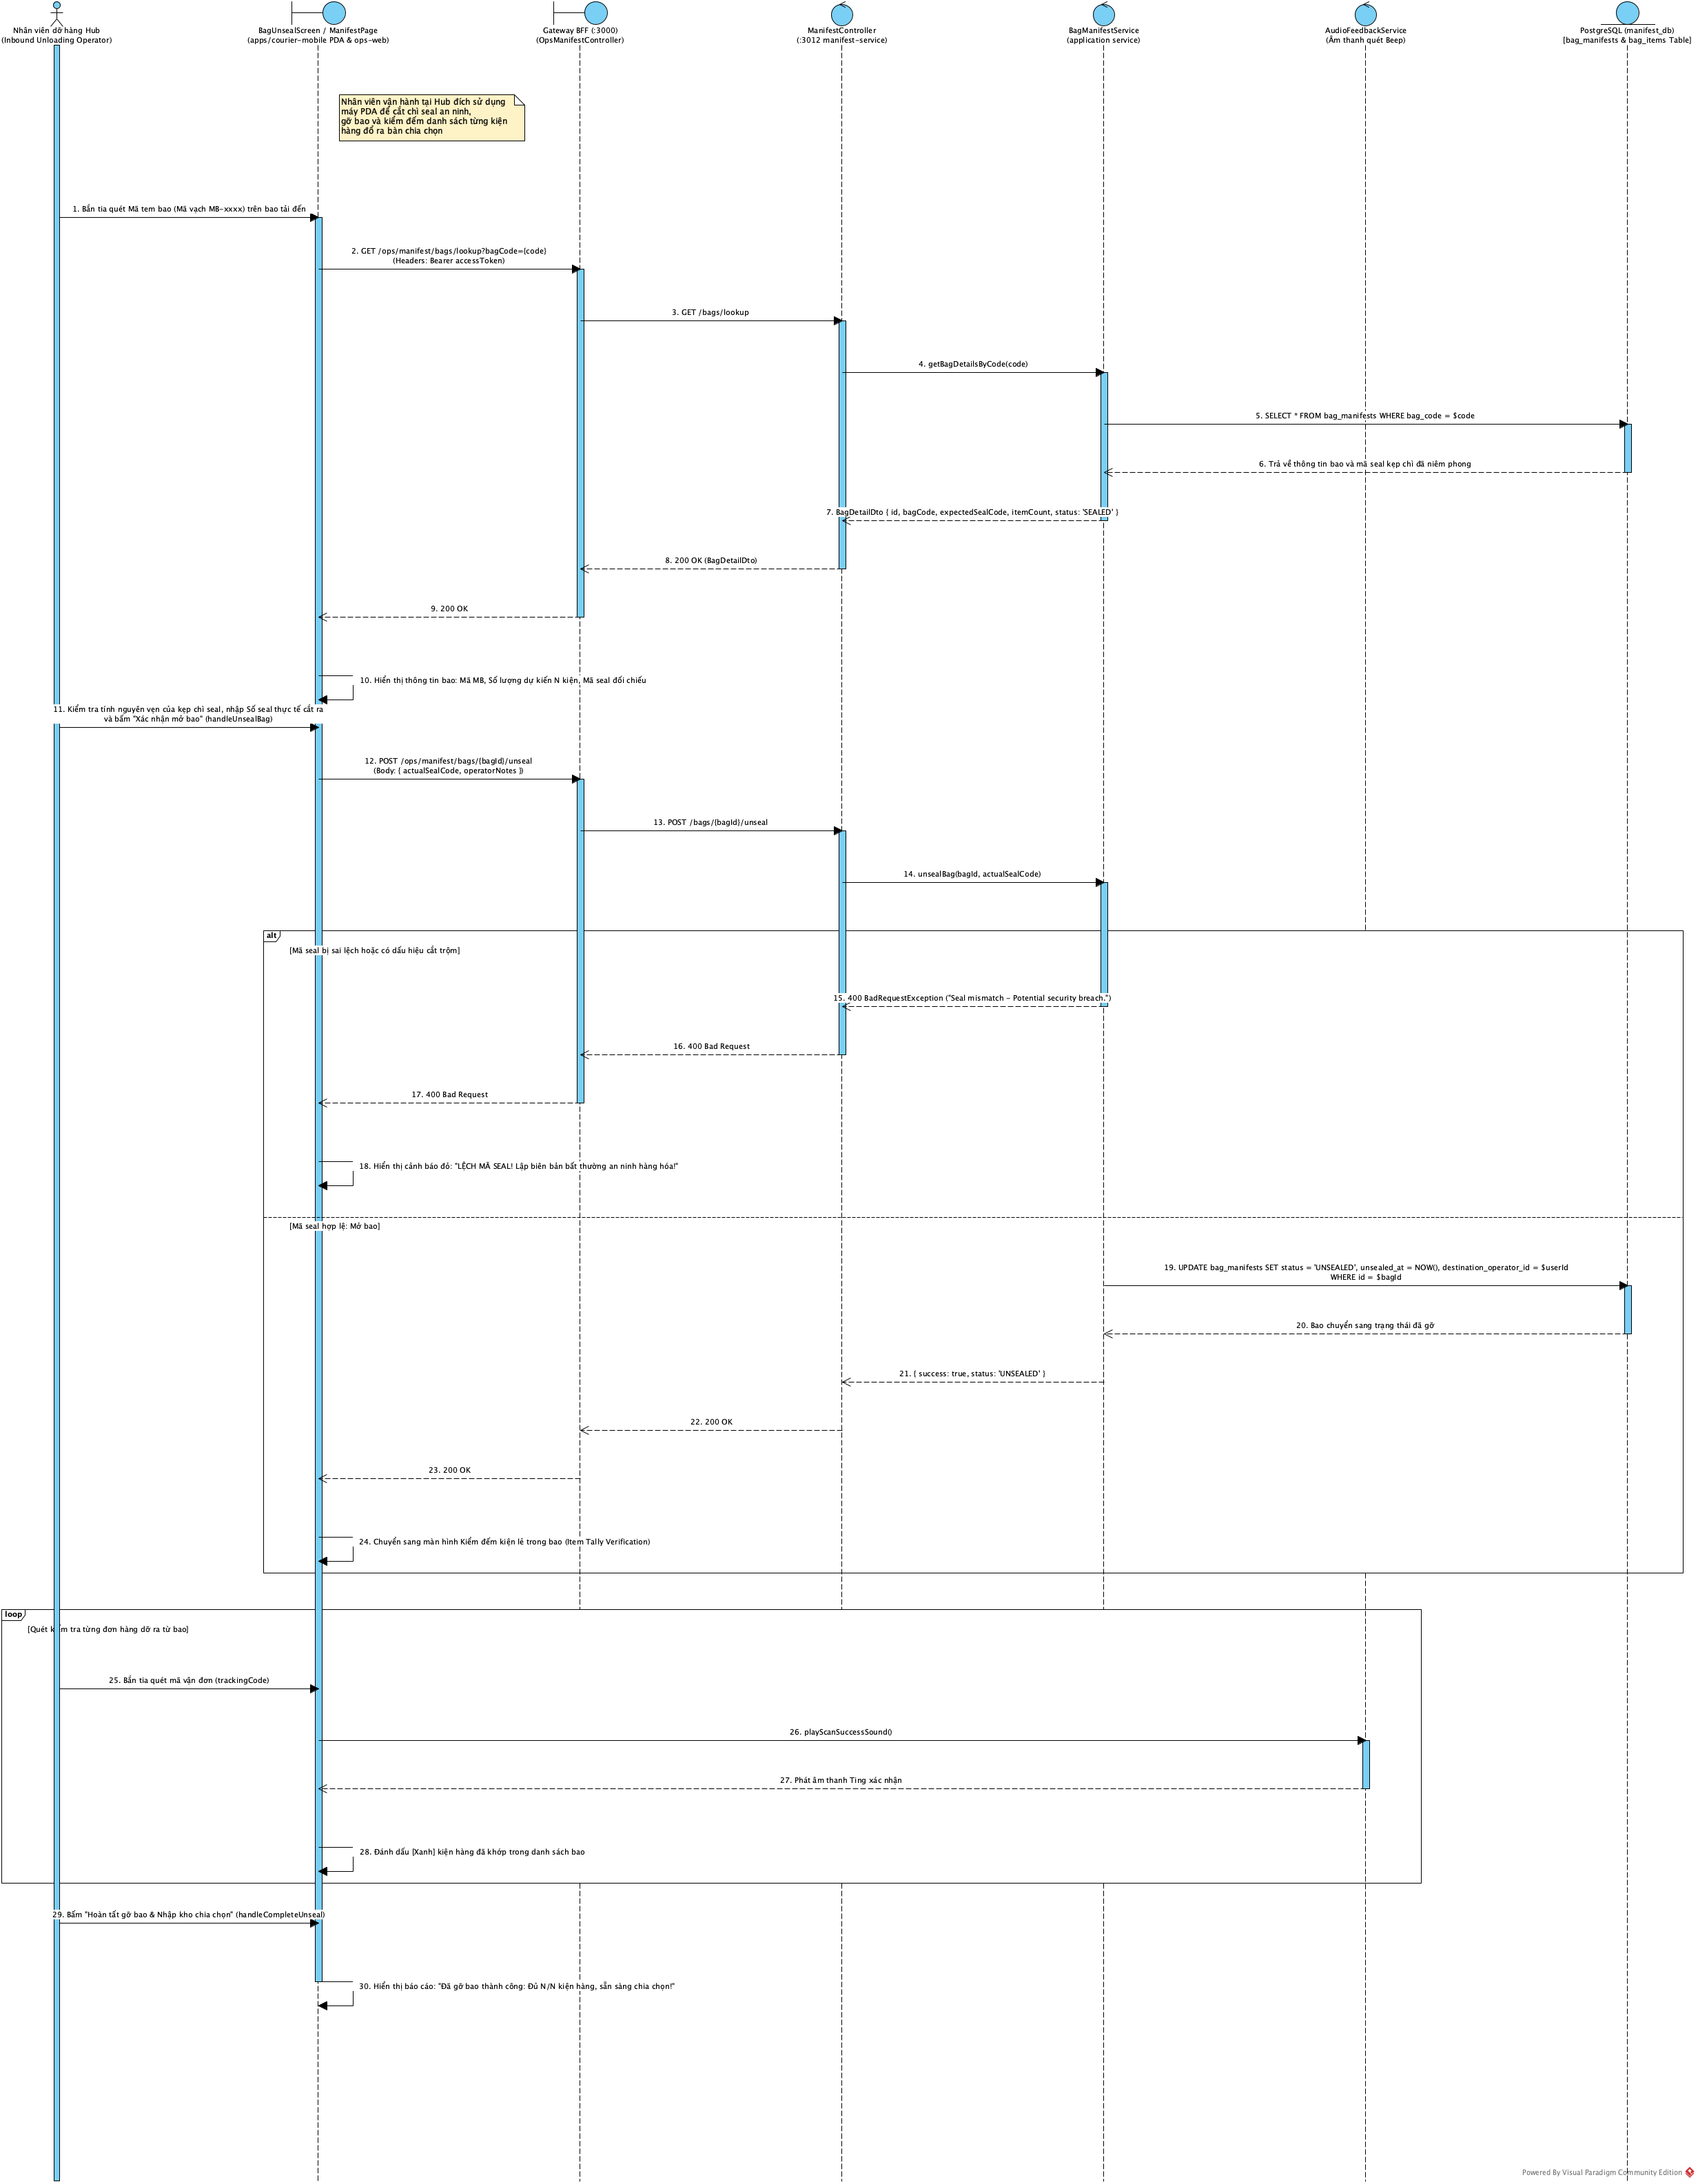 Nhân viên dỡ hàng Hub
(Inbound Unloading Operator)
BagUnsealScreen / ManifestPage
(apps/courier-mobile PDA & ops-web)
Gateway BFF (:3000)
(OpsManifestController)
ManifestController
(:3012 manifest-service)
BagManifestService
(application service)
AudioFeedbackService
(Âm thanh quét Beep)
PostgreSQL (manifest_db)
[bag_manifests & bag_items Table]
Nhân viên vận hành tại Hub đích sử dụng
máy PDA để cắt chì seal an ninh,
gỡ bao và kiểm đếm danh sách từng kiện
hàng đổ ra bàn chia chọn
1. Bắn tia quét Mã tem bao (Mã vạch MB-xxxx) trên bao tải đến
2. GET /ops/manifest/bags/lookup?bagCode={code}
(Headers: Bearer accessToken)
3. GET /bags/lookup
4. getBagDetailsByCode(code)
5. SELECT * FROM bag_manifests WHERE bag_code = $code
6. Trả về thông tin bao và mã seal kẹp chì đã niêm phong
7. BagDetailDto { id, bagCode, expectedSealCode, itemCount, status: 'SEALED' }
8. 200 OK (BagDetailDto)
9. 200 OK
10. Hiển thị thông tin bao: Mã MB, Số lượng dự kiến N kiện, Mã seal đối chiếu
11. Kiểm tra tính nguyên vẹn của kẹp chì seal, nhập Số seal thực tế cắt ra
và bấm "Xác nhận mở bao" (handleUnsealBag)
12. POST /ops/manifest/bags/{bagId}/unseal
(Body: { actualSealCode, operatorNotes })
13. POST /bags/{bagId}/unseal
14. unsealBag(bagId, actualSealCode)
alt
[Mã seal bị sai lệch hoặc có dấu hiệu cắt trộm]
15. 400 BadRequestException ("Seal mismatch - Potential security breach.")
16. 400 Bad Request
17. 400 Bad Request
18. Hiển thị cảnh báo đỏ: "LỆCH MÃ SEAL! Lập biên bản bất thường an ninh hàng hóa!"
[Mã seal hợp lệ: Mở bao]
19. UPDATE bag_manifests SET status = 'UNSEALED', unsealed_at = NOW(), destination_operator_id = $userId
WHERE id = $bagId
20. Bao chuyển sang trạng thái đã gỡ
21. { success: true, status: 'UNSEALED' }
22. 200 OK
23. 200 OK
24. Chuyển sang màn hình Kiểm đếm kiện lẻ trong bao (Item Tally Verification)
loop
[Quét kiểm tra từng đơn hàng dỡ ra từ bao]
25. Bắn tia quét mã vận đơn (trackingCode)
26. playScanSuccessSound()
27. Phát âm thanh Ting xác nhận
28. Đánh dấu [Xanh] kiện hàng đã khớp trong danh sách bao
29. Bấm "Hoàn tất gỡ bao & Nhập kho chia chọn" (handleCompleteUnseal)
30. Hiển thị báo cáo: "Đã gỡ bao thành công: Đủ N/N kiện hàng, sẵn sàng chia chọn!"
Powered By Visual Paradigm Community Edition